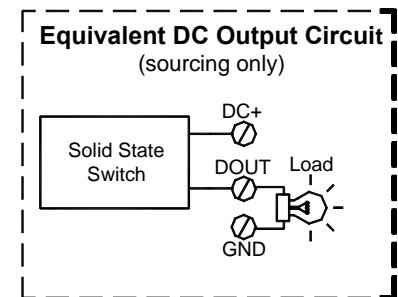 Equivalent DC Output Circuit
(sourcing only)
DC+
Solid State
Switch
DOUT
Load
GND